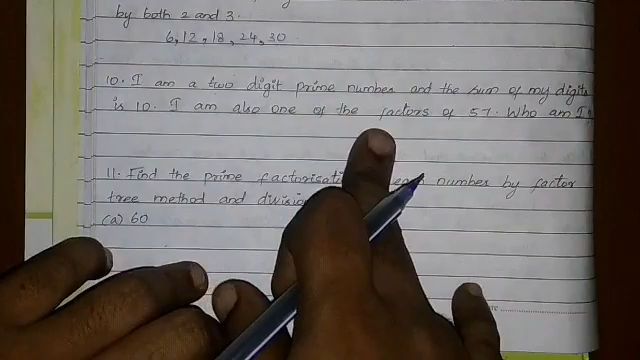 by both 2 and 3.
6, 12, 18, 24, 30
10. I am a two digit prime number and the sum of my digits
is 10. I am also one of the factors of 57. Who am I?
11. Find the prime number by factor
tree method and
(a) 60